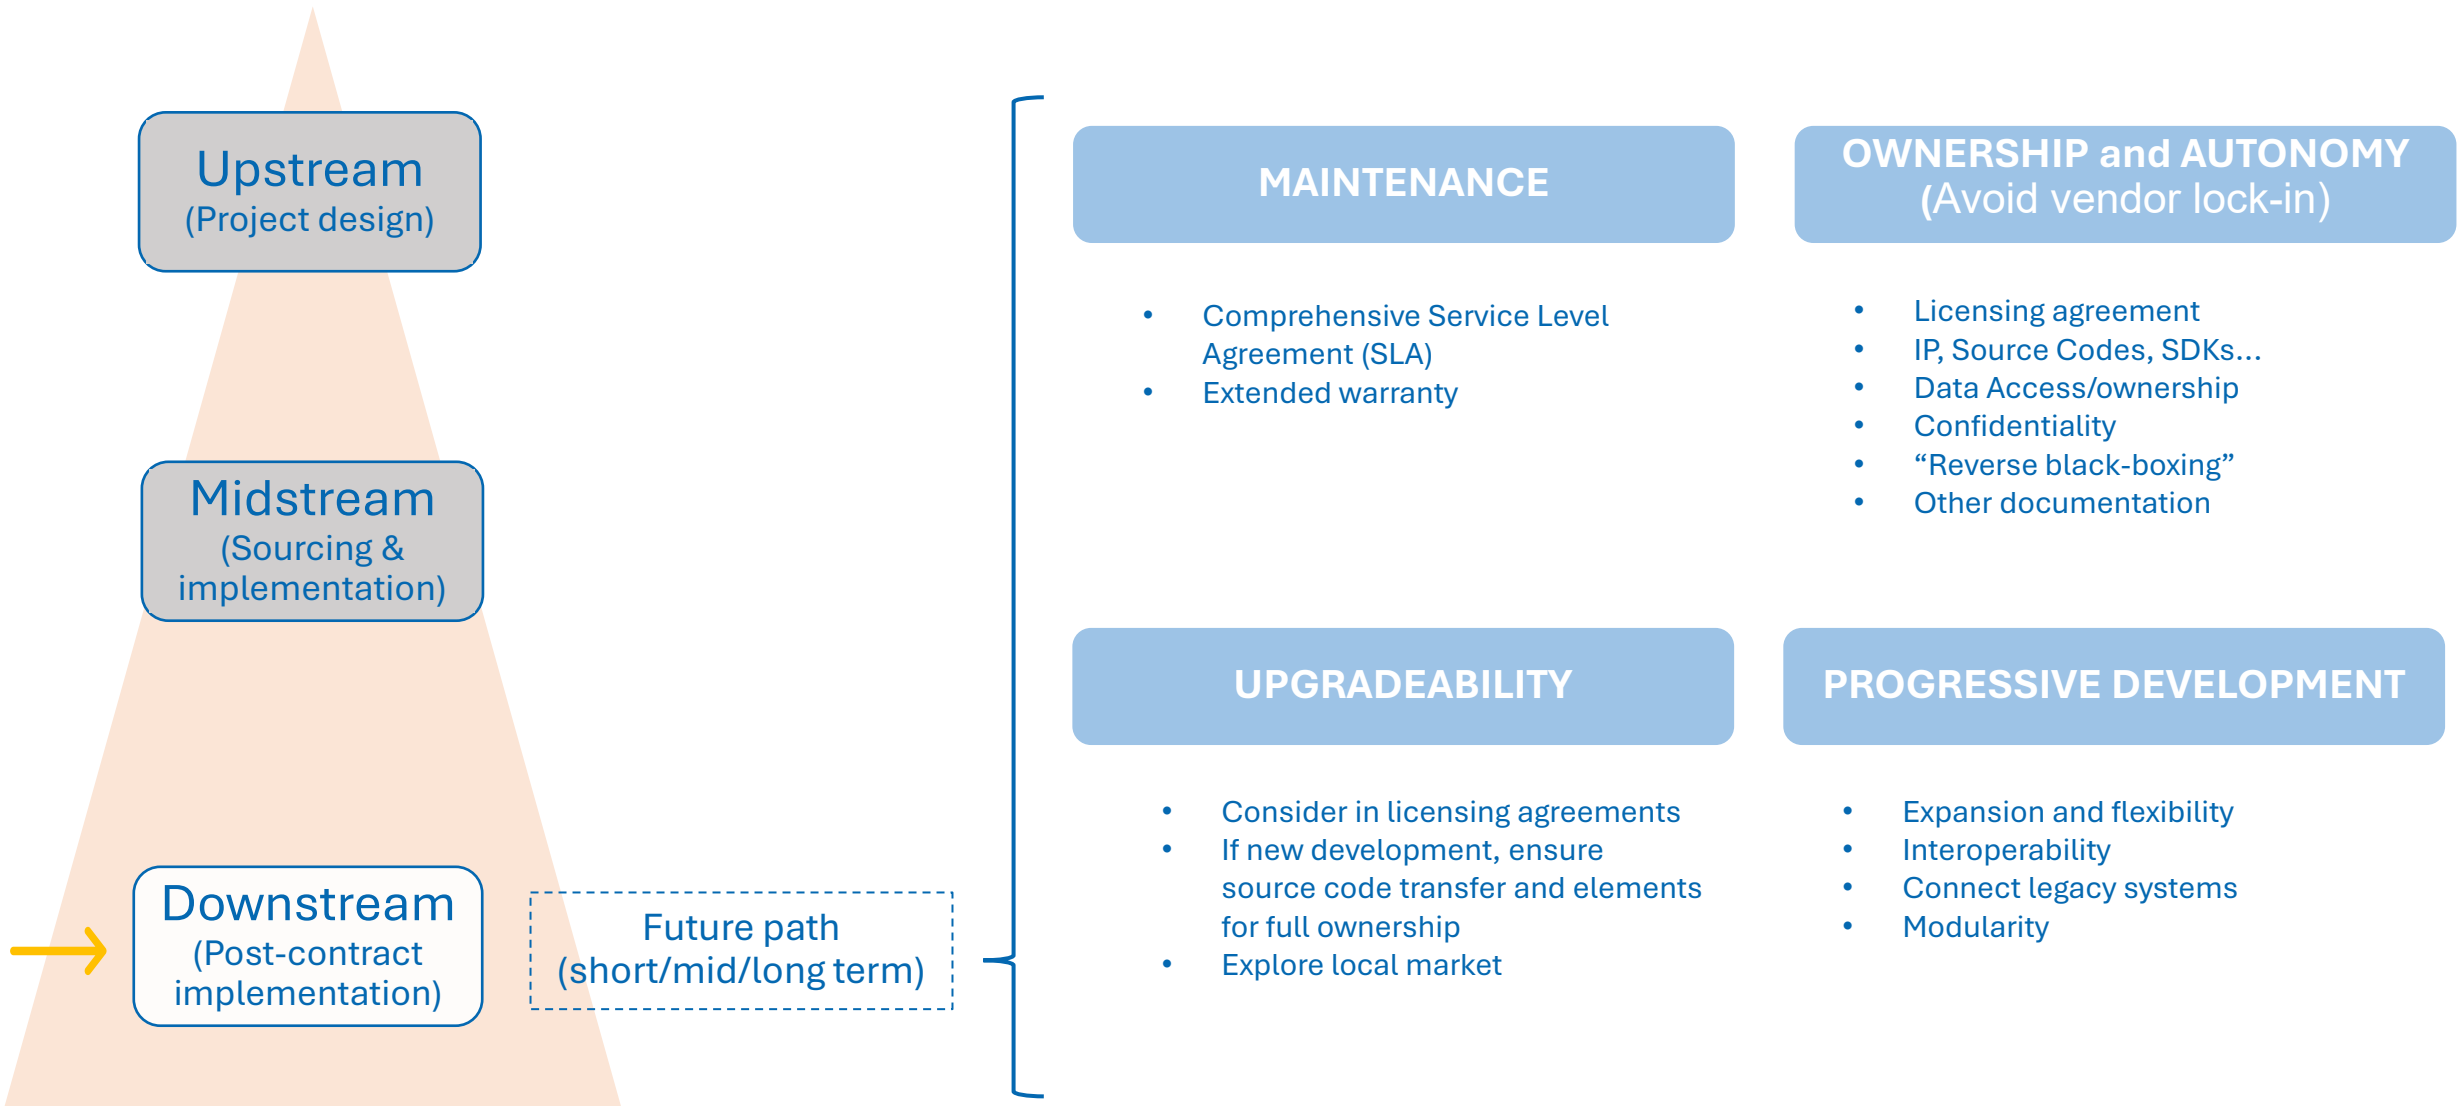 Upstream
(Project design)
Midstream
(Sourcing &
implementation)
Downstream
(Post-contract
implementation)
Future path
(short/mid/long term)
MAINTENANCE
• Comprehensive Service Level
Agreement (SLA)
• Extended warranty
OWNERSHIP and AUTONOMY
(Avoid vendor lock-in)
• Licensing agreement
• IP, Source Codes, SDKs...
• Data Access/ownership
• Confidentiality
• “Reverse black-boxing”
• Other documentation
UPGRADEABILITY
• Consider in licensing agreements
• If new development, ensure
source code transfer and elements
for full ownership
• Explore local market
PROGRESSIVE DEVELOPMENT
• Expansion and flexibility
• Interoperability
• Connect legacy systems
• Modularity